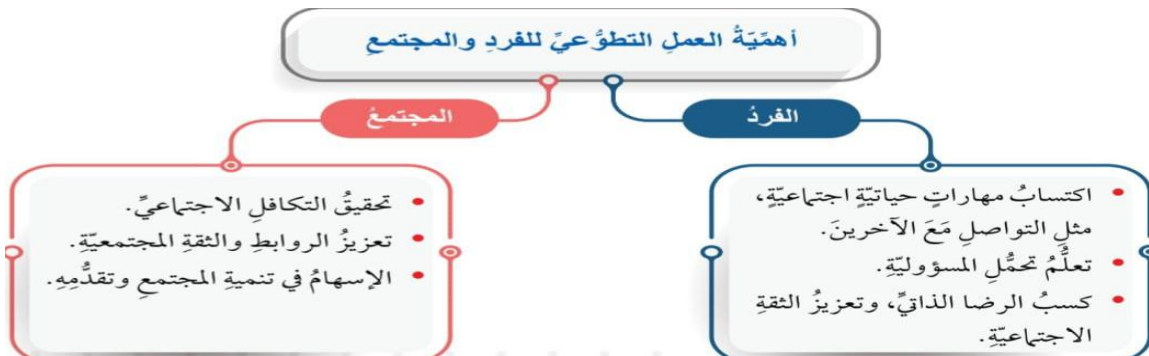 أهمِّيَةُ العملِ التطوُّعيِّ للفردِ والمجتمعِ
الفردُ
اكتسابُ مهاراتٍ حياتيّةٍ اجتماعيّةٍ،
مثلِ التواصلِ مَعَ الآخرينَ.
تعلُّمُ تحمُّلِ المسؤوليّةِ.
كسبُ الرضا الذاتيِّ، وتعزيزُ الثقةِ
الاجتماعيّةِ.
المجتمعُ
تحقيقُ التكافلِ الاجتماعيِّ.
تعزيزُ الروابطِ والثقةِ المجتمعيّةِ.
الإسهامُ في تنميةِ المجتمعِ وتقدُّمِهِ.